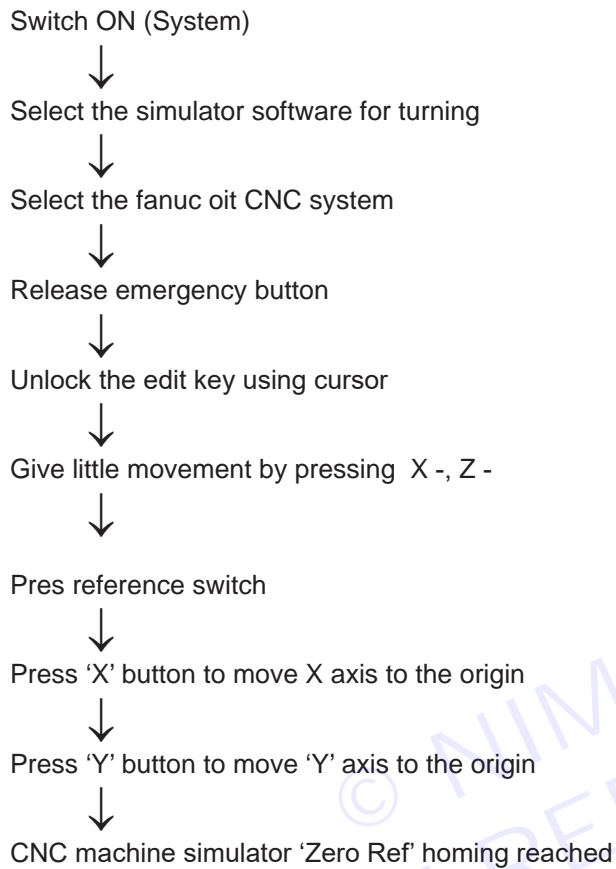 Switch ON (System)
Select the simulator software for turning
Select the fanuc oit CNC system
Release emergency button
Unlock the edit key using cursor
Give little movement by pressing X -, Z -
Pres reference switch
Press ‘X’ button to move X axis to the origin
Press ‘Y’ button to move ‘Y’ axis to the origin
CNC machine simulator ‘Zero Ref’ homing reached